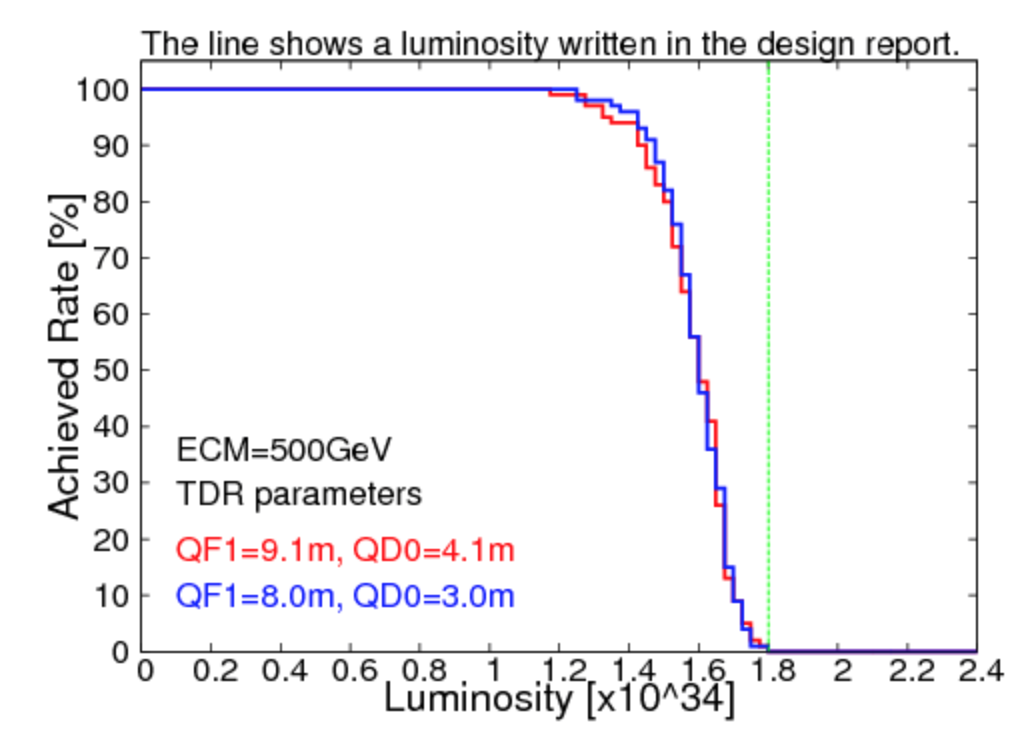 The line shows a luminosity written in the design report.
100
90
80
70
60
50
40
30
20
10
0
Achieved Rate [%]
ECM=500GeV
TDR parameters
QF1=9.1m, QD0=4.1m
QF1=8.0m, QD0=3.0m
0 0.2 0.4 0.6 0.8 1 1.2 1.4 1.6 1.8 2 2.2 2.4
Luminosity [x10^34]